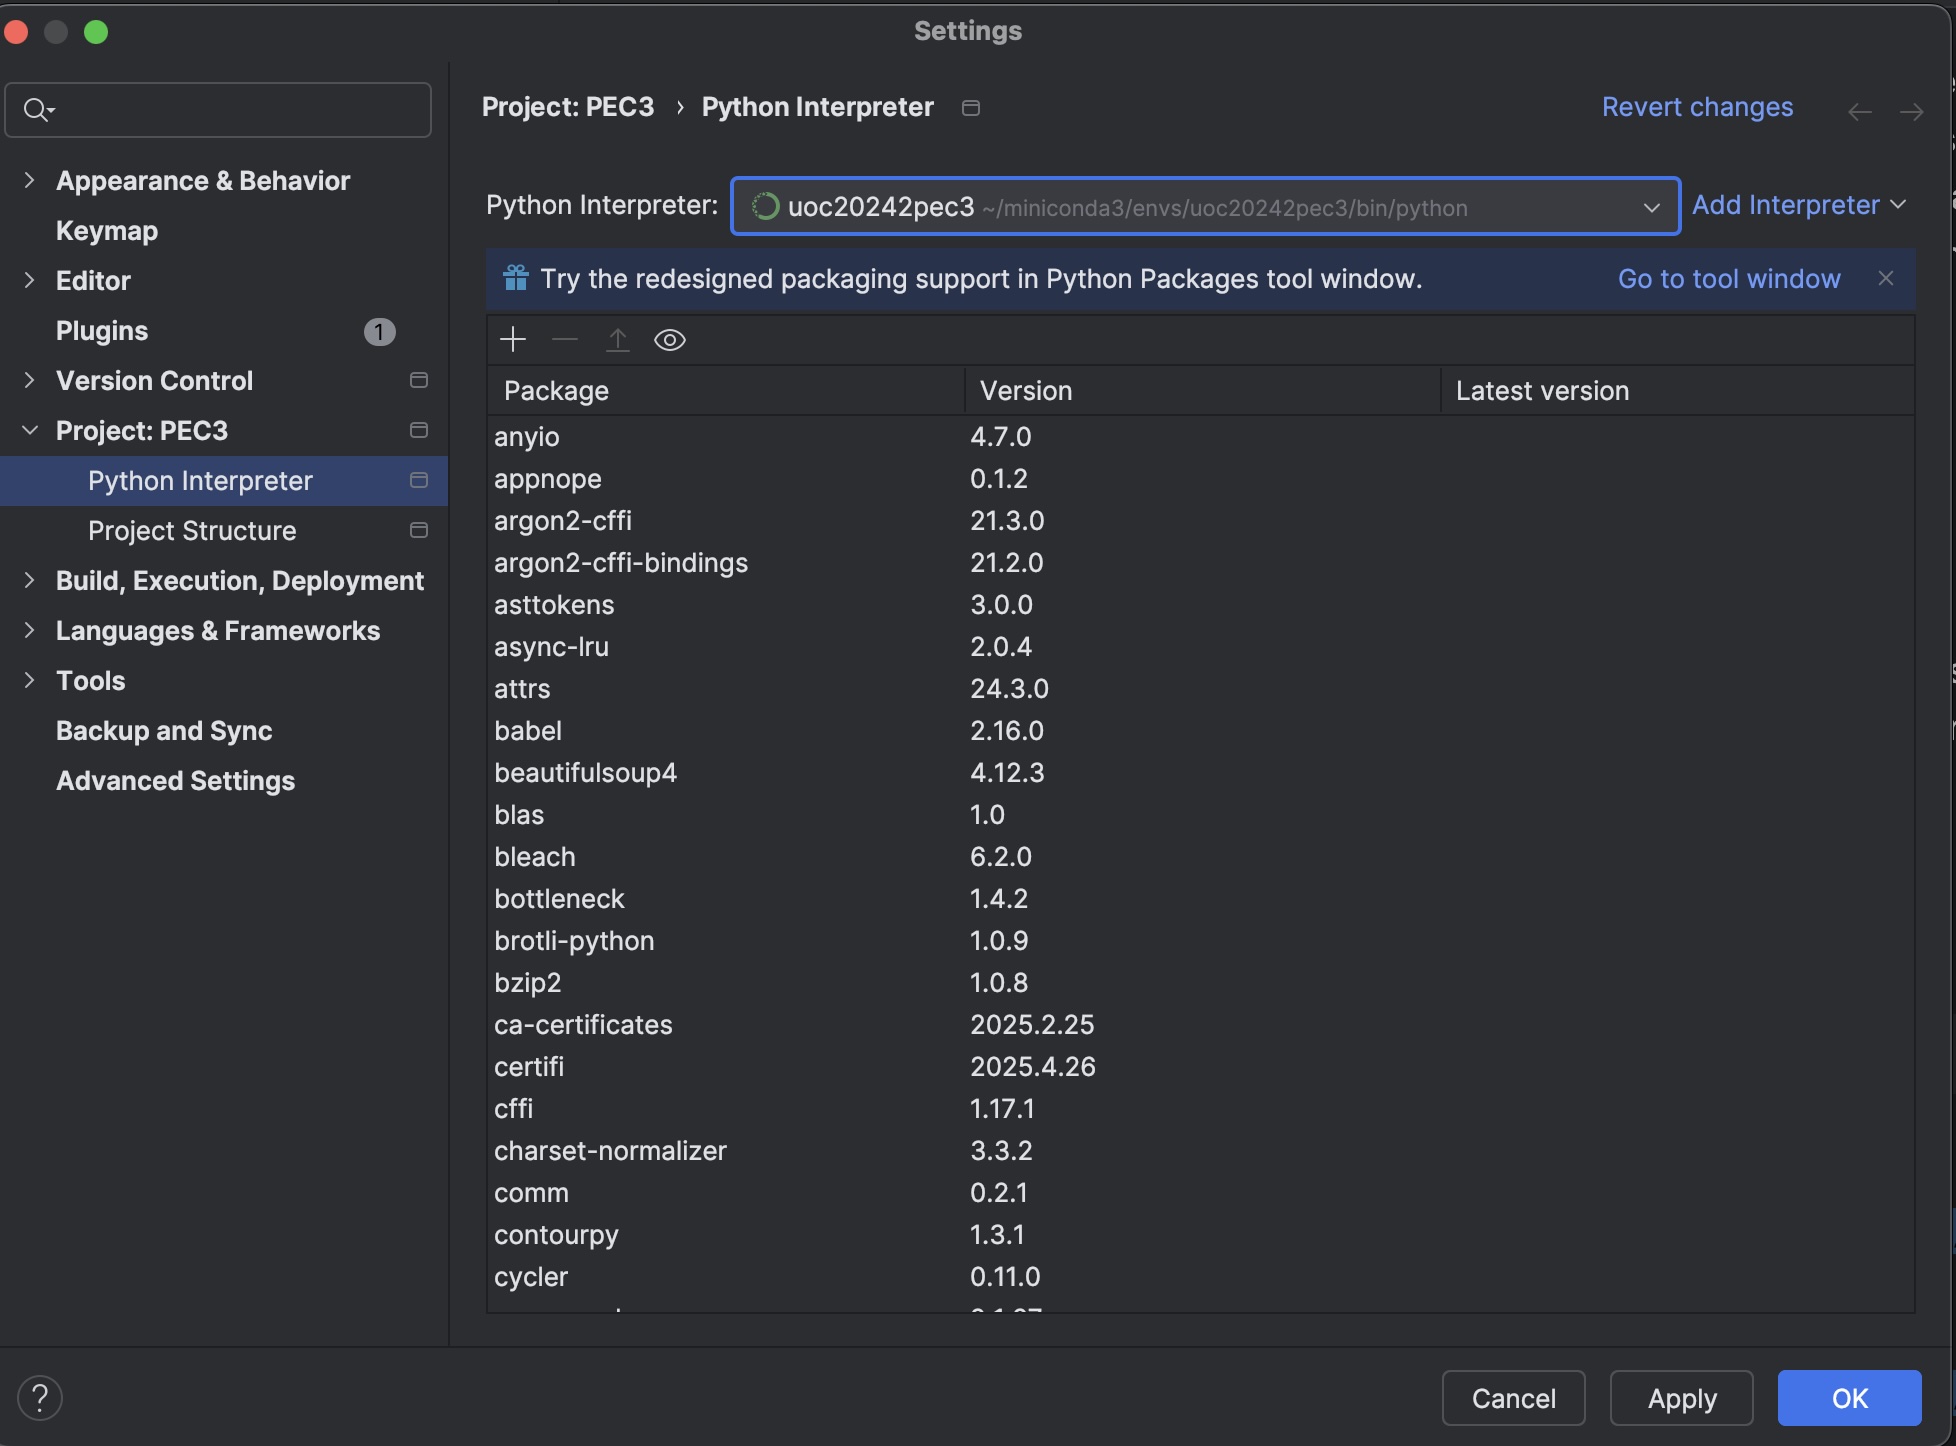 Settings
Project: PEC3 › Python Interpreter
Revert changes
Appearance & Behavior
Keymap
Editor
Plugins 1
Version Control
Project: PEC3
Python Interpreter
Project Structure
Build, Execution, Deployment
Languages & Frameworks
Tools
Backup and Sync
Advanced Settings
Python Interpreter: uoc20242pec3 ~/miniconda3/envs/uoc20242pec3/bin/python Add Interpreter
Try the redesigned packaging support in Python Packages tool window. Go to tool window
Package Version Latest version
anyio 4.7.0
appnope 0.1.2
argon2-cffi 21.3.0
argon2-cffi-bindings 21.2.0
asttokens 3.0.0
async-lru 2.0.4
attrs 24.3.0
babel 2.16.0
beautifulsoup4 4.12.3
blas 1.0
bleach 6.2.0
bottleneck 1.4.2
brotli-python 1.0.9
bzip2 1.0.8
ca-certificates 2025.2.25
certifi 2025.4.26
cffi 1.17.1
charset-normalizer 3.3.2
comm 0.2.1
contourpy 1.3.1
cycler 0.11.0
? Cancel Apply OK